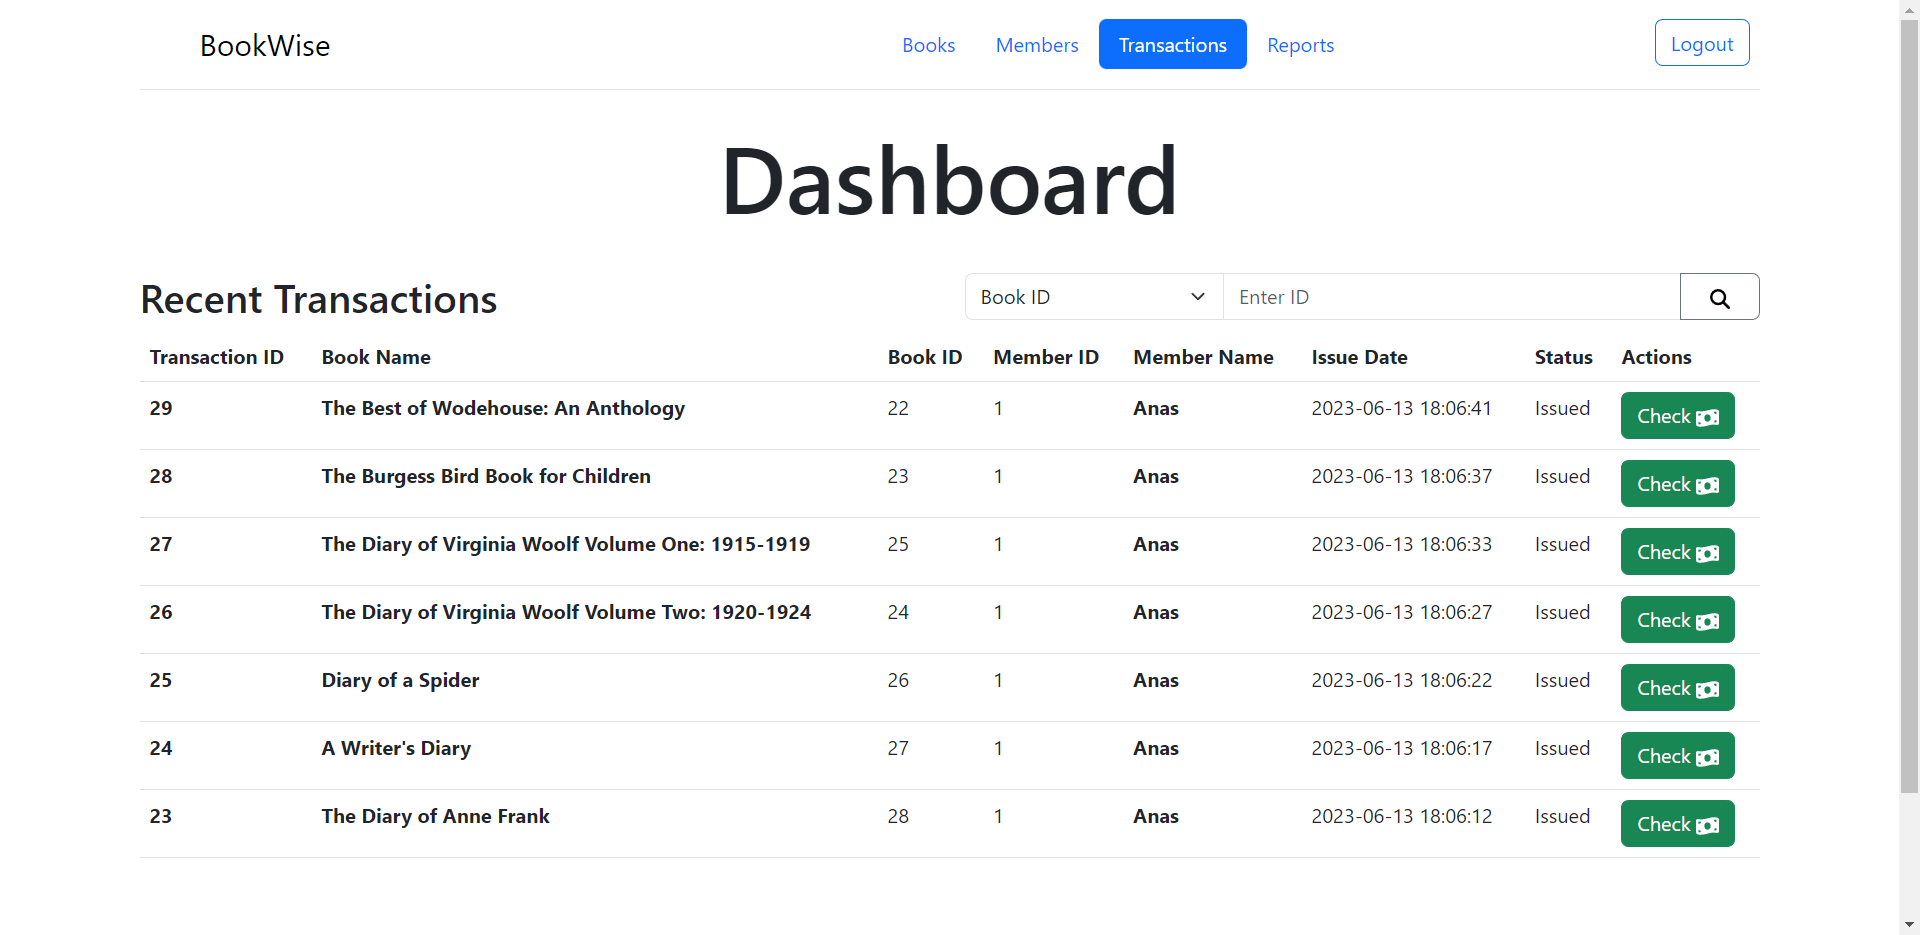 BookWise Books Members Transactions Reports Logout
Dashboard
Recent Transactions Book ID Enter ID
Transaction ID Book Name Book ID Member ID Member Name Issue Date Status Actions
29 The Best of Wodehouse: An Anthology 22 1 Anas 2023-06-13 18:06:41 Issued Check
28 The Burgess Bird Book for Children 23 1 Anas 2023-06-13 18:06:37 Issued Check
27 The Diary of Virginia Woolf Volume One: 1915-1919 25 1 Anas 2023-06-13 18:06:33 Issued Check
26 The Diary of Virginia Woolf Volume Two: 1920-1924 24 1 Anas 2023-06-13 18:06:27 Issued Check
25 Diary of a Spider 26 1 Anas 2023-06-13 18:06:22 Issued Check
24 A Writer's Diary 27 1 Anas 2023-06-13 18:06:17 Issued Check
23 The Diary of Anne Frank 28 1 Anas 2023-06-13 18:06:12 Issued Check